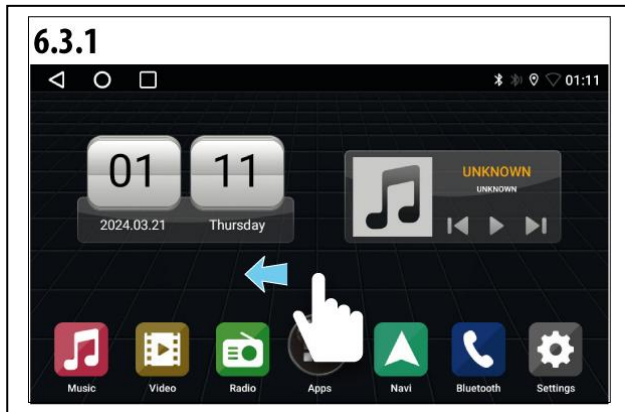 6.3.1
01:11
01 11
UNKNOWN
UNKNOWN
2024.03.21 Thursday
Music Video Radio Apps Navi Bluetooth Settings